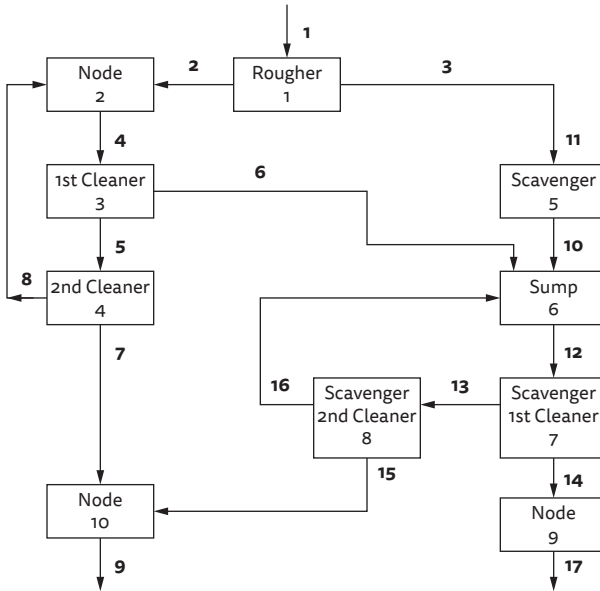 1
Node
2
2
Rougher
1
3
4
11
1st Cleaner
3
6
Scavenger
5
5
10
8
2nd Cleaner
4
Sump
6
7
12
16
Scavenger
2nd Cleaner
8
13
Scavenger
1st Cleaner
7
15
14
Node
10
Node
9
9
17